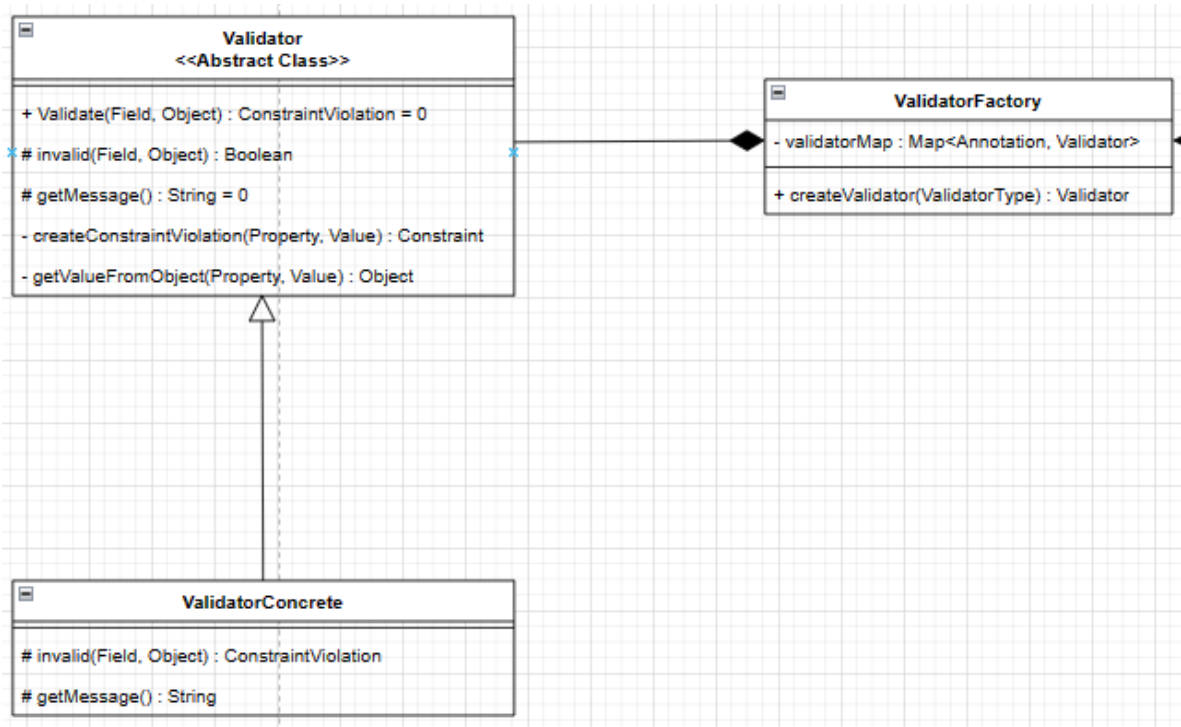 Validator
<<Abstract Class>>
+ Validate(Field, Object) : ConstraintViolation = 0
# invalid(Field, Object) : Boolean
# getMessage() : String = 0
- createConstraintViolation(Property, Value) : Constraint
- getValueFromObject(Property, Value) : Object
ValidatorFactory
- validatorMap : Map<Annotation, Validator>
+ createValidator(ValidatorType) : Validator
ValidatorConcrete
# invalid(Field, Object) : ConstraintViolation
# getMessage() : String